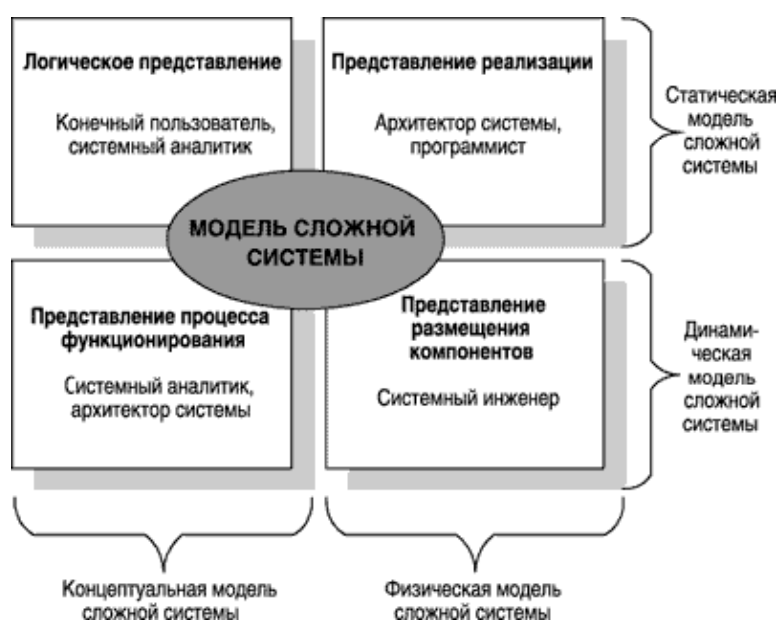 Логическое представление
Конечный пользователь,
системный аналитик
Представление реализации
Архитектор системы,
программист
Статическая
модель
сложной
системы
МОДЕЛЬ СЛОЖНОЙ
СИСТЕМЫ
Представление процесса
функционирования
Системный аналитик,
архитектор системы
Представление
размещения
компонентов
Системный инженер
Динами-
ческая
модель
сложной
системы
Концептуальная модель
сложной системы
Физическая модель
сложной системы